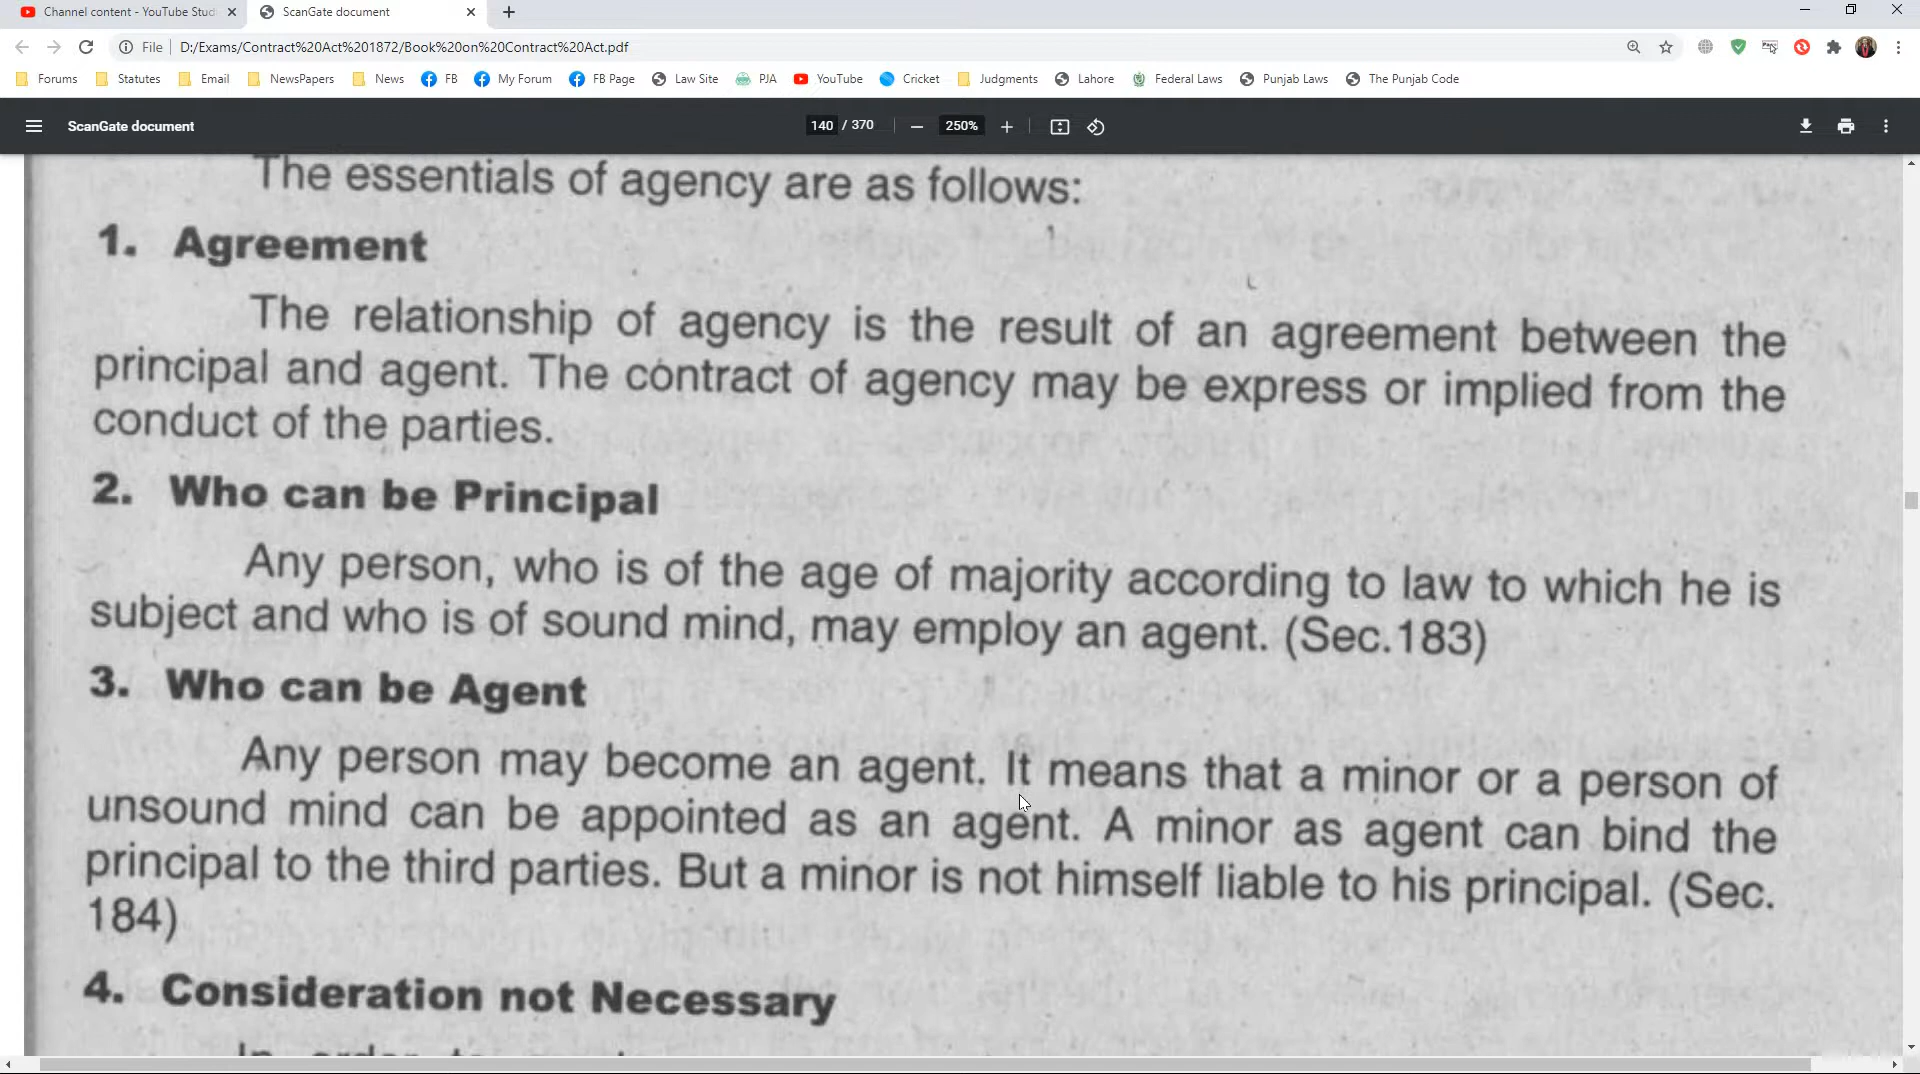 Channel content - YouTube Stud
ScanGate document
File
D:/Exams/Contract%20Act%201872/Book%20on%20Contract%20Act.pdf
Forums Statutes Email NewsPapers News FB My Forum FB Page Law Site PJA YouTube Cricket Judgments Lahore Federal Laws Punjab Laws The Punjab Code
ScanGate document 140 / 370 250%
The essentials of agency are as follows:
1. Agreement
The relationship of agency is the result of an agreement between the
principal and agent. The contract of agency may be express or implied from the
conduct of the parties.
2. Who can be Principal
Any person, who is of the age of majority according to law to which he is
subject and who is of sound mind, may employ an agent. (Sec.183)
3. Who can be Agent
Any person may become an agent. It means that a minor or a person of
unsound mind can be appointed as an agent. A minor as agent can bind the
principal to the third parties. But a minor is not himself liable to his principal. (Sec.
184)
4. Consideration not Necessary
In order to